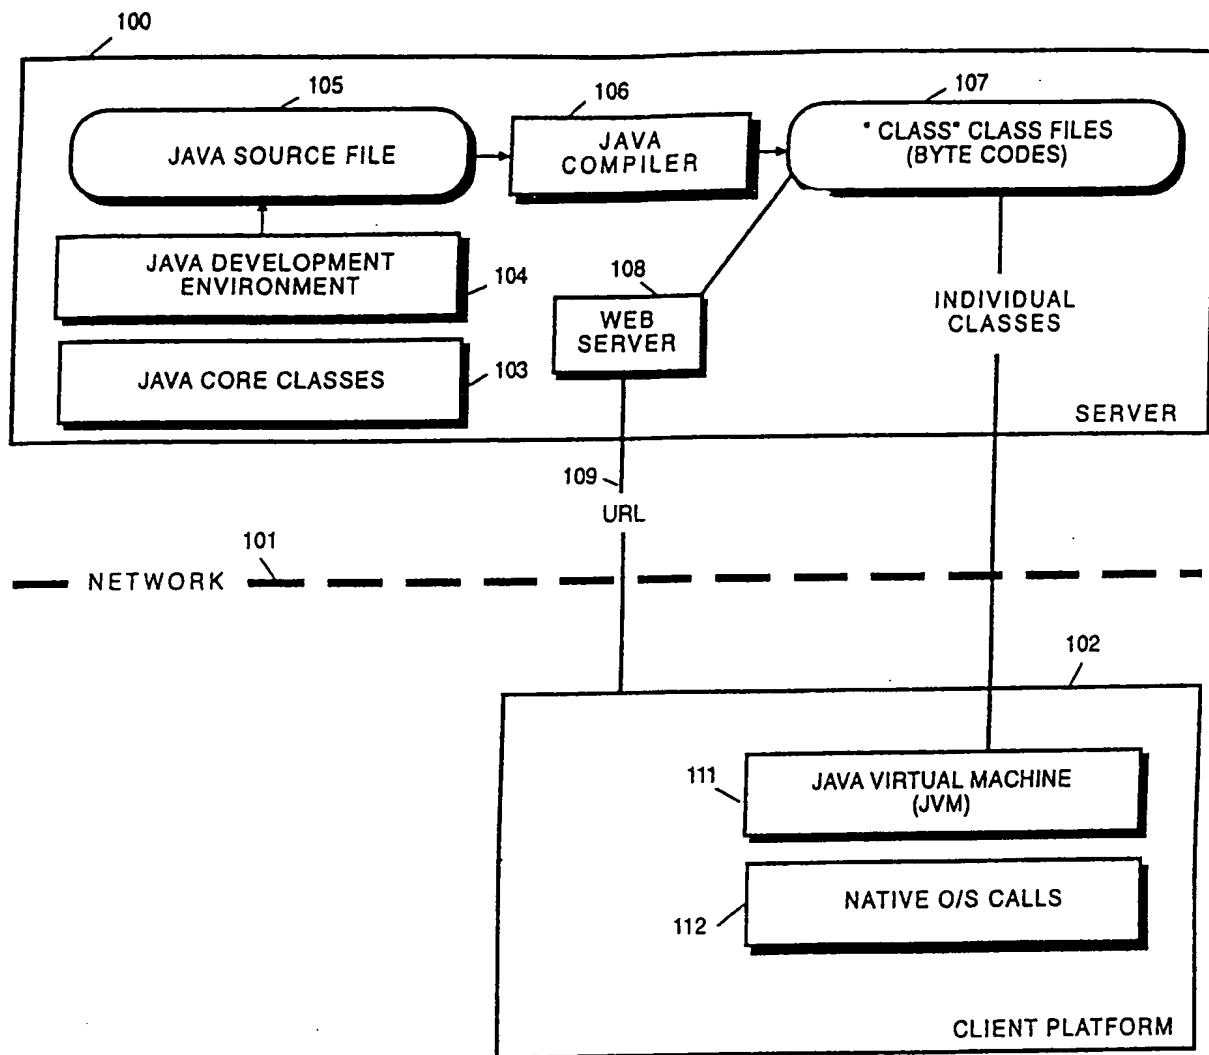 100
105
106
107
JAVA SOURCE FILE
JAVA
COMPILER
" CLASS" CLASS FILES
(BYTE CODES)
JAVA DEVELOPMENT
ENVIRONMENT
104
108
WEB
SERVER
INDIVIDUAL
CLASSES
JAVA CORE CLASSES
103
SERVER
109
URL
101
NETWORK
102
111
JAVA VIRTUAL MACHINE
(JVM)
112
NATIVE O/S CALLS
CLIENT PLATFORM